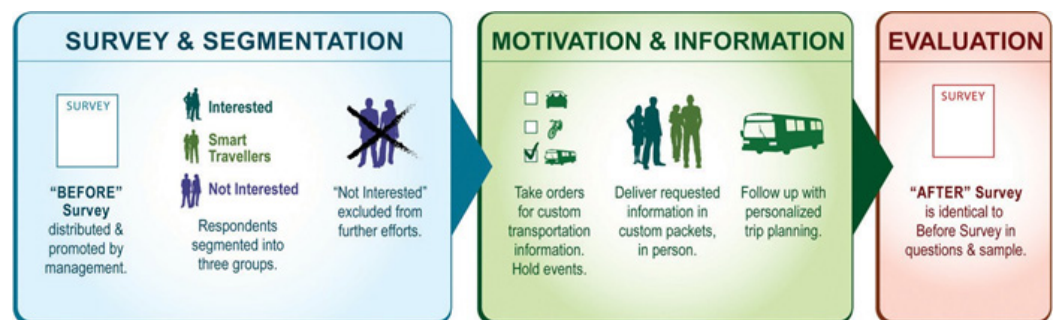 SURVEY & SEGMENTATION
SURVEY
"BEFORE"
Survey
distributed &
promoted by
management.
Interested
Smart
Travellers
Not Interested
Respondents
segmented into
three groups.
"Not Interested"
excluded from
further efforts.
MOTIVATION & INFORMATION
Take orders
for custom
transportation
information.
Hold events.
Deliver requested
information in
custom packets,
in person.
Follow up with
personalized
trip planning.
EVALUATION
SURVEY
"AFTER" Survey
is identical to
Before Survey in
questions & sample.